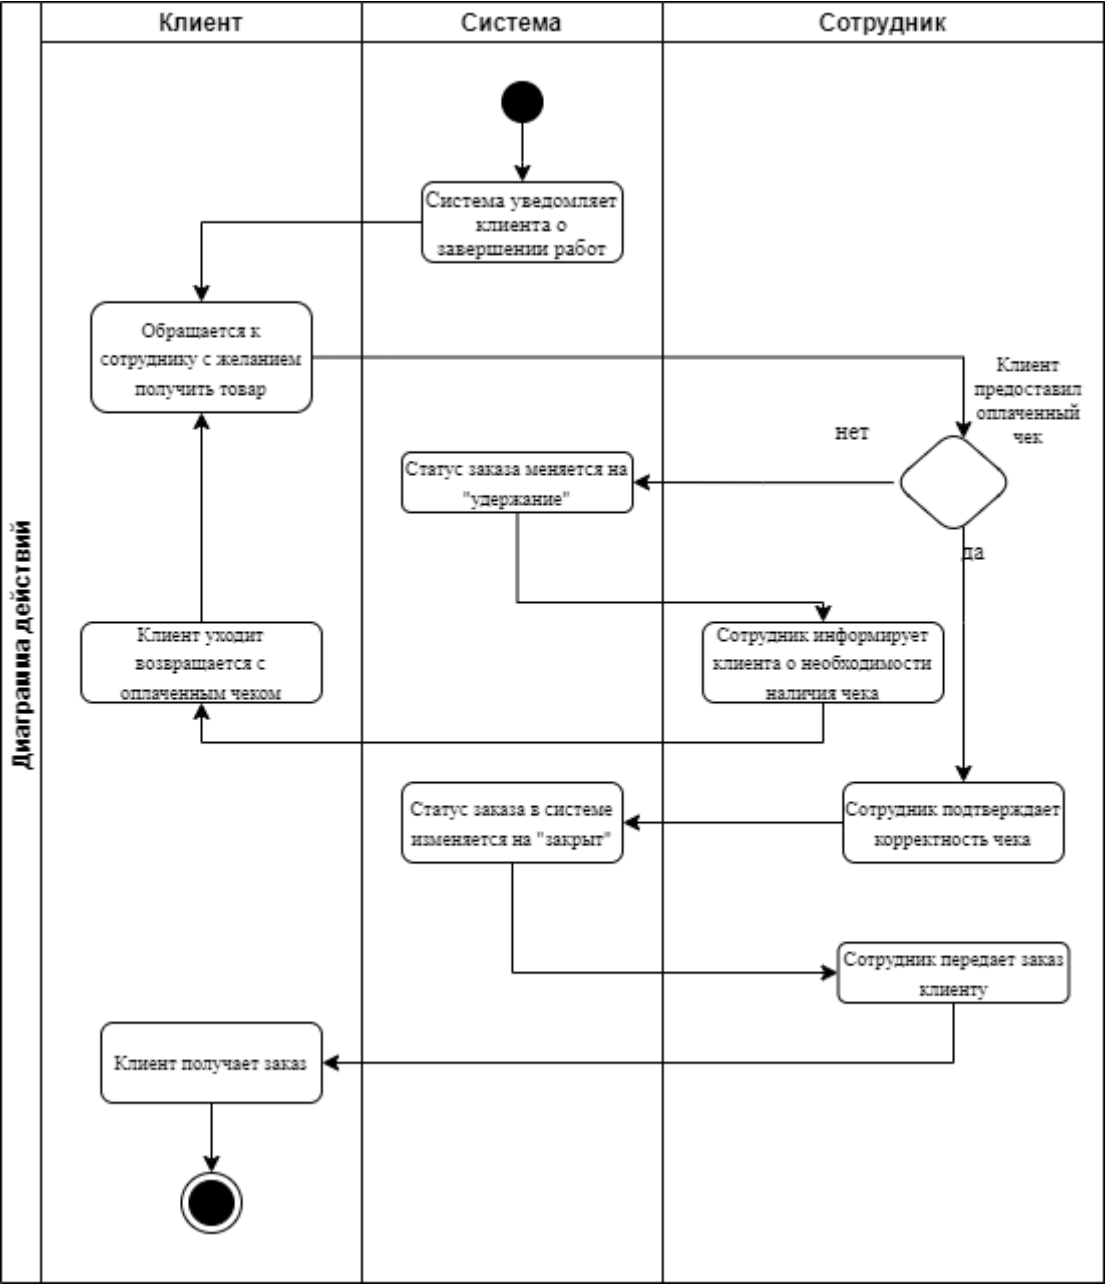 Диаграмма действий
Клиент
Система
Сотрудник
Система уведомляет
клиента о
завершении работ
Обращается к
сотруднику с желанием
получить товар
Клиент
предоставил
оплаченный
чек
нет
Статус заказа меняется на
"удержание"
да
Клиент уходит
возвращается с
оплаченным чеком
Сотрудник информирует
клиента о необходимости
наличия чека
Статус заказа в системе
изменяется на "закрыт"
Сотрудник подтверждает
корректность чека
Сотрудник передает заказ
клиенту
Клиент получает заказ